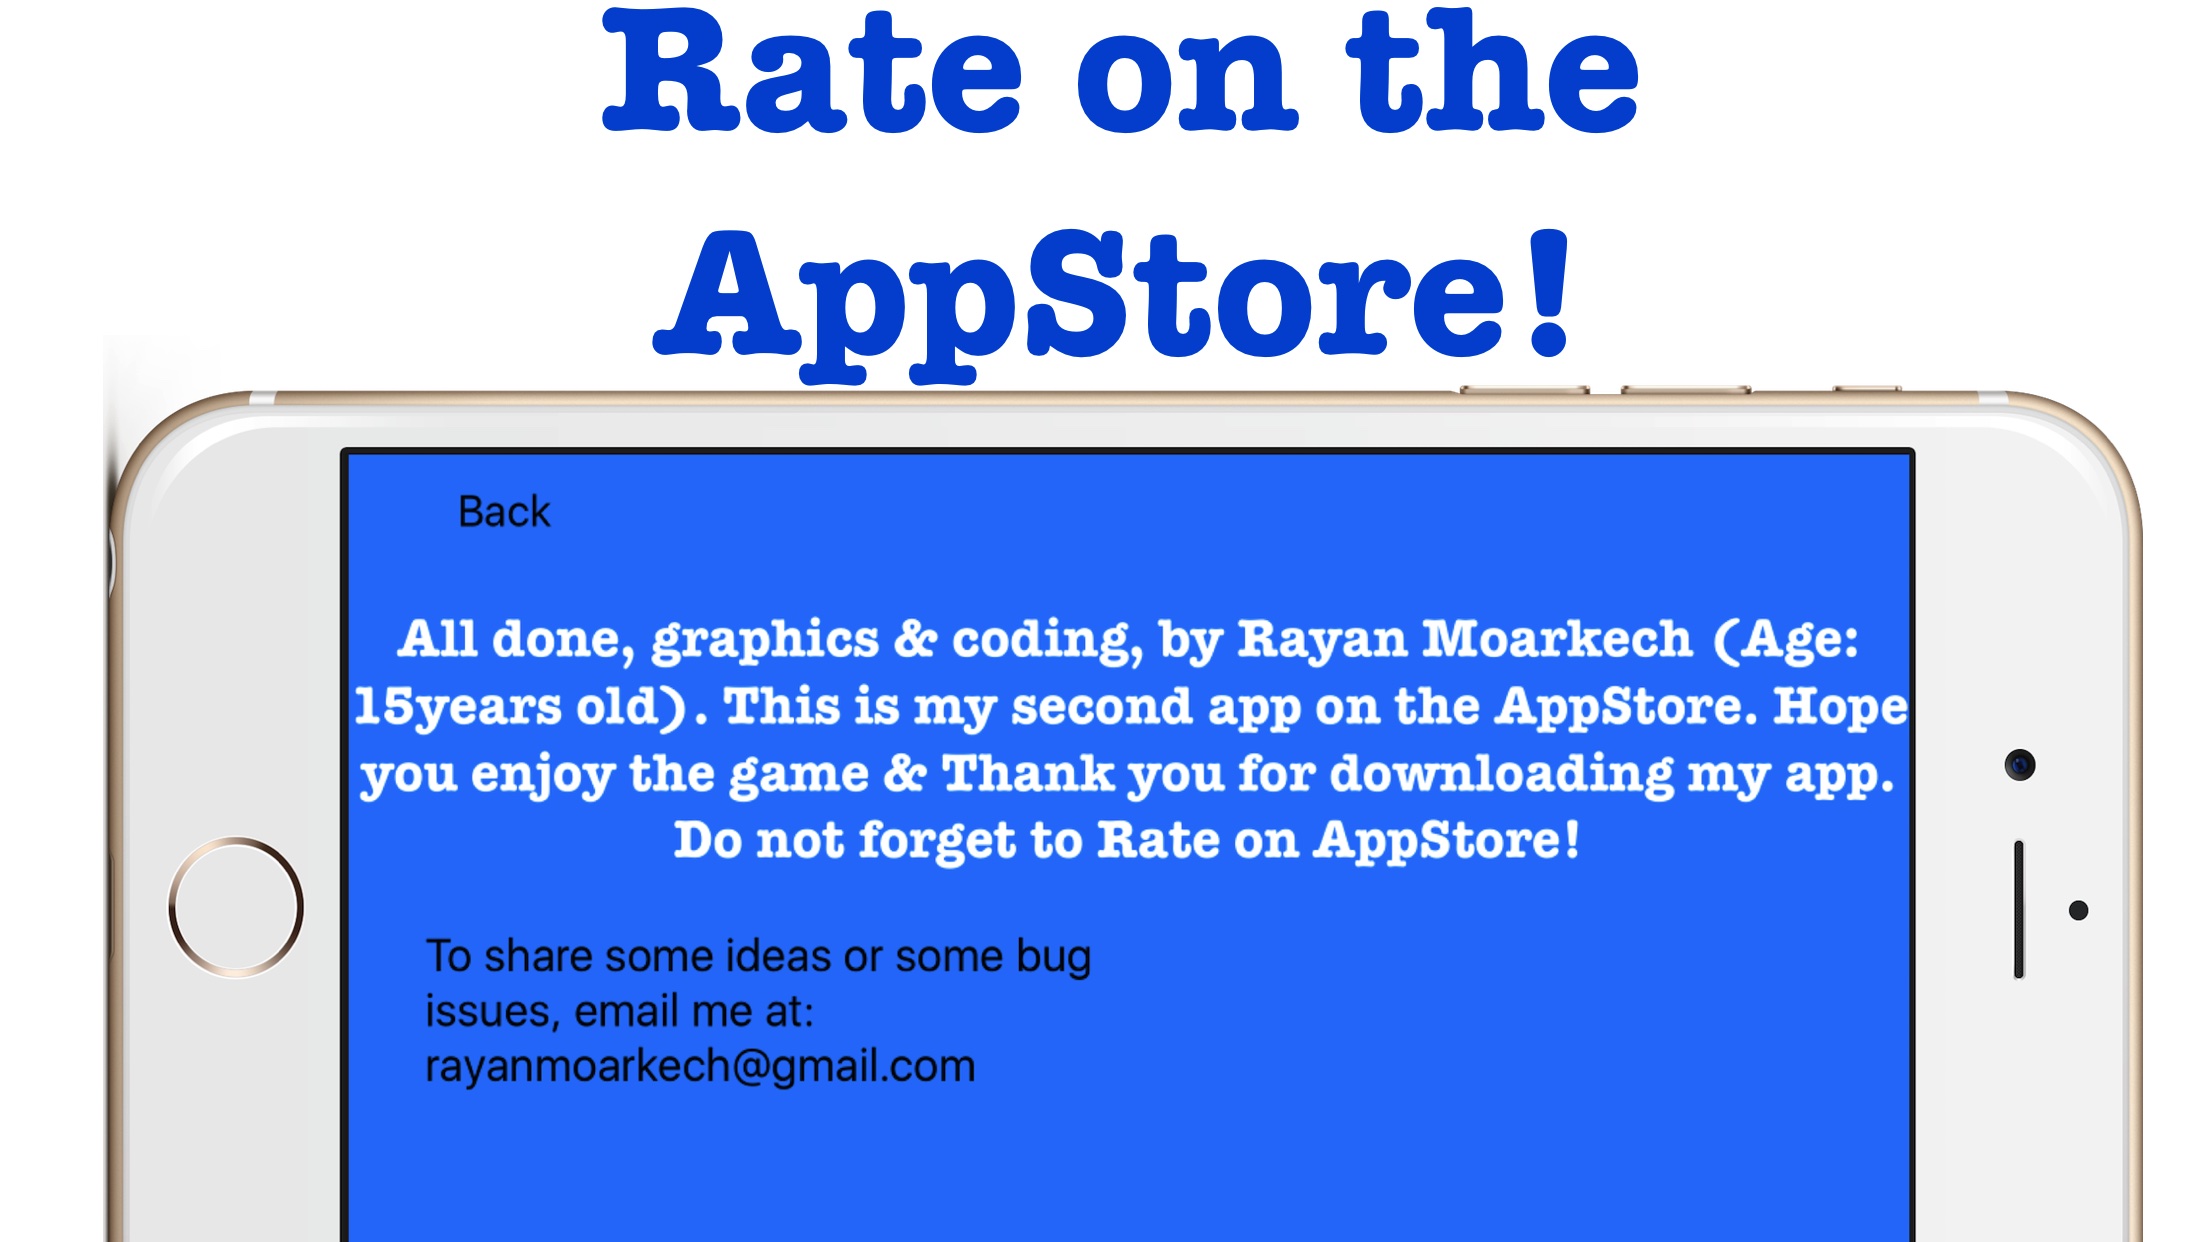 Rate on the
AppStore!
Back
All done, graphics & coding, by Rayan Moarkech (Age:
15years old). This is my second app on the AppStore. Hope
you enjoy the game & Thank you for downloading my app.
Do not forget to Rate on AppStore!
To share some ideas or some bug
issues, email me at:
rayanmoarkech@gmail.com